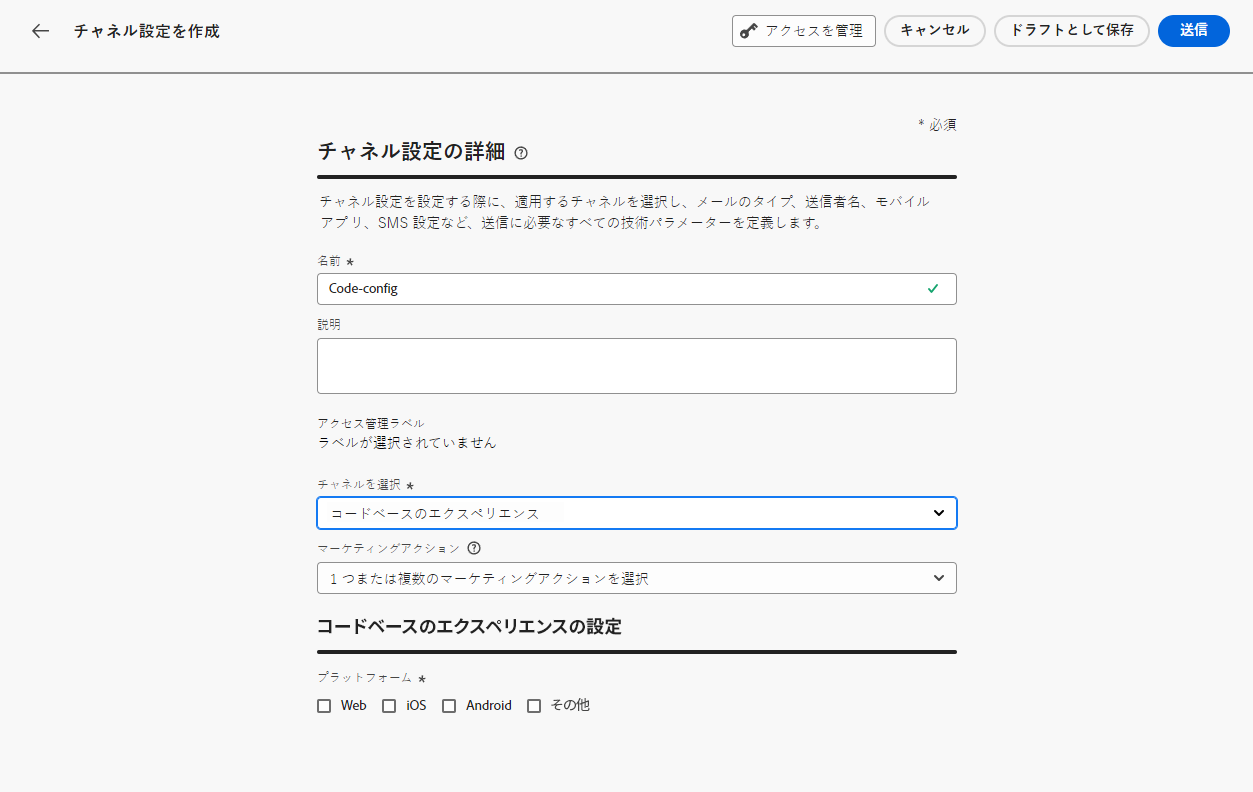 チャネル設定を作成
アクセスを管理
キャンセル
ドラフトとして保存
送信
* 必須
チャネル設定の詳細
チャネル設定を設定する際に、適用するチャネルを選択し、メールのタイプ、送信者名、モバイル
アプリ、SMS 設定など、送信に必要なすべての技術パラメーターを定義します。
名前 *
Code-config
説明
アクセス管理ラベル
ラベルが選択されていません
チャネルを選択 *
コードベースのエクスペリエンス
マーケティングアクション
1 つまたは複数のマーケティングアクションを選択
コードベースのエクスペリエンスの設定
プラットフォーム *
Web iOS Android その他